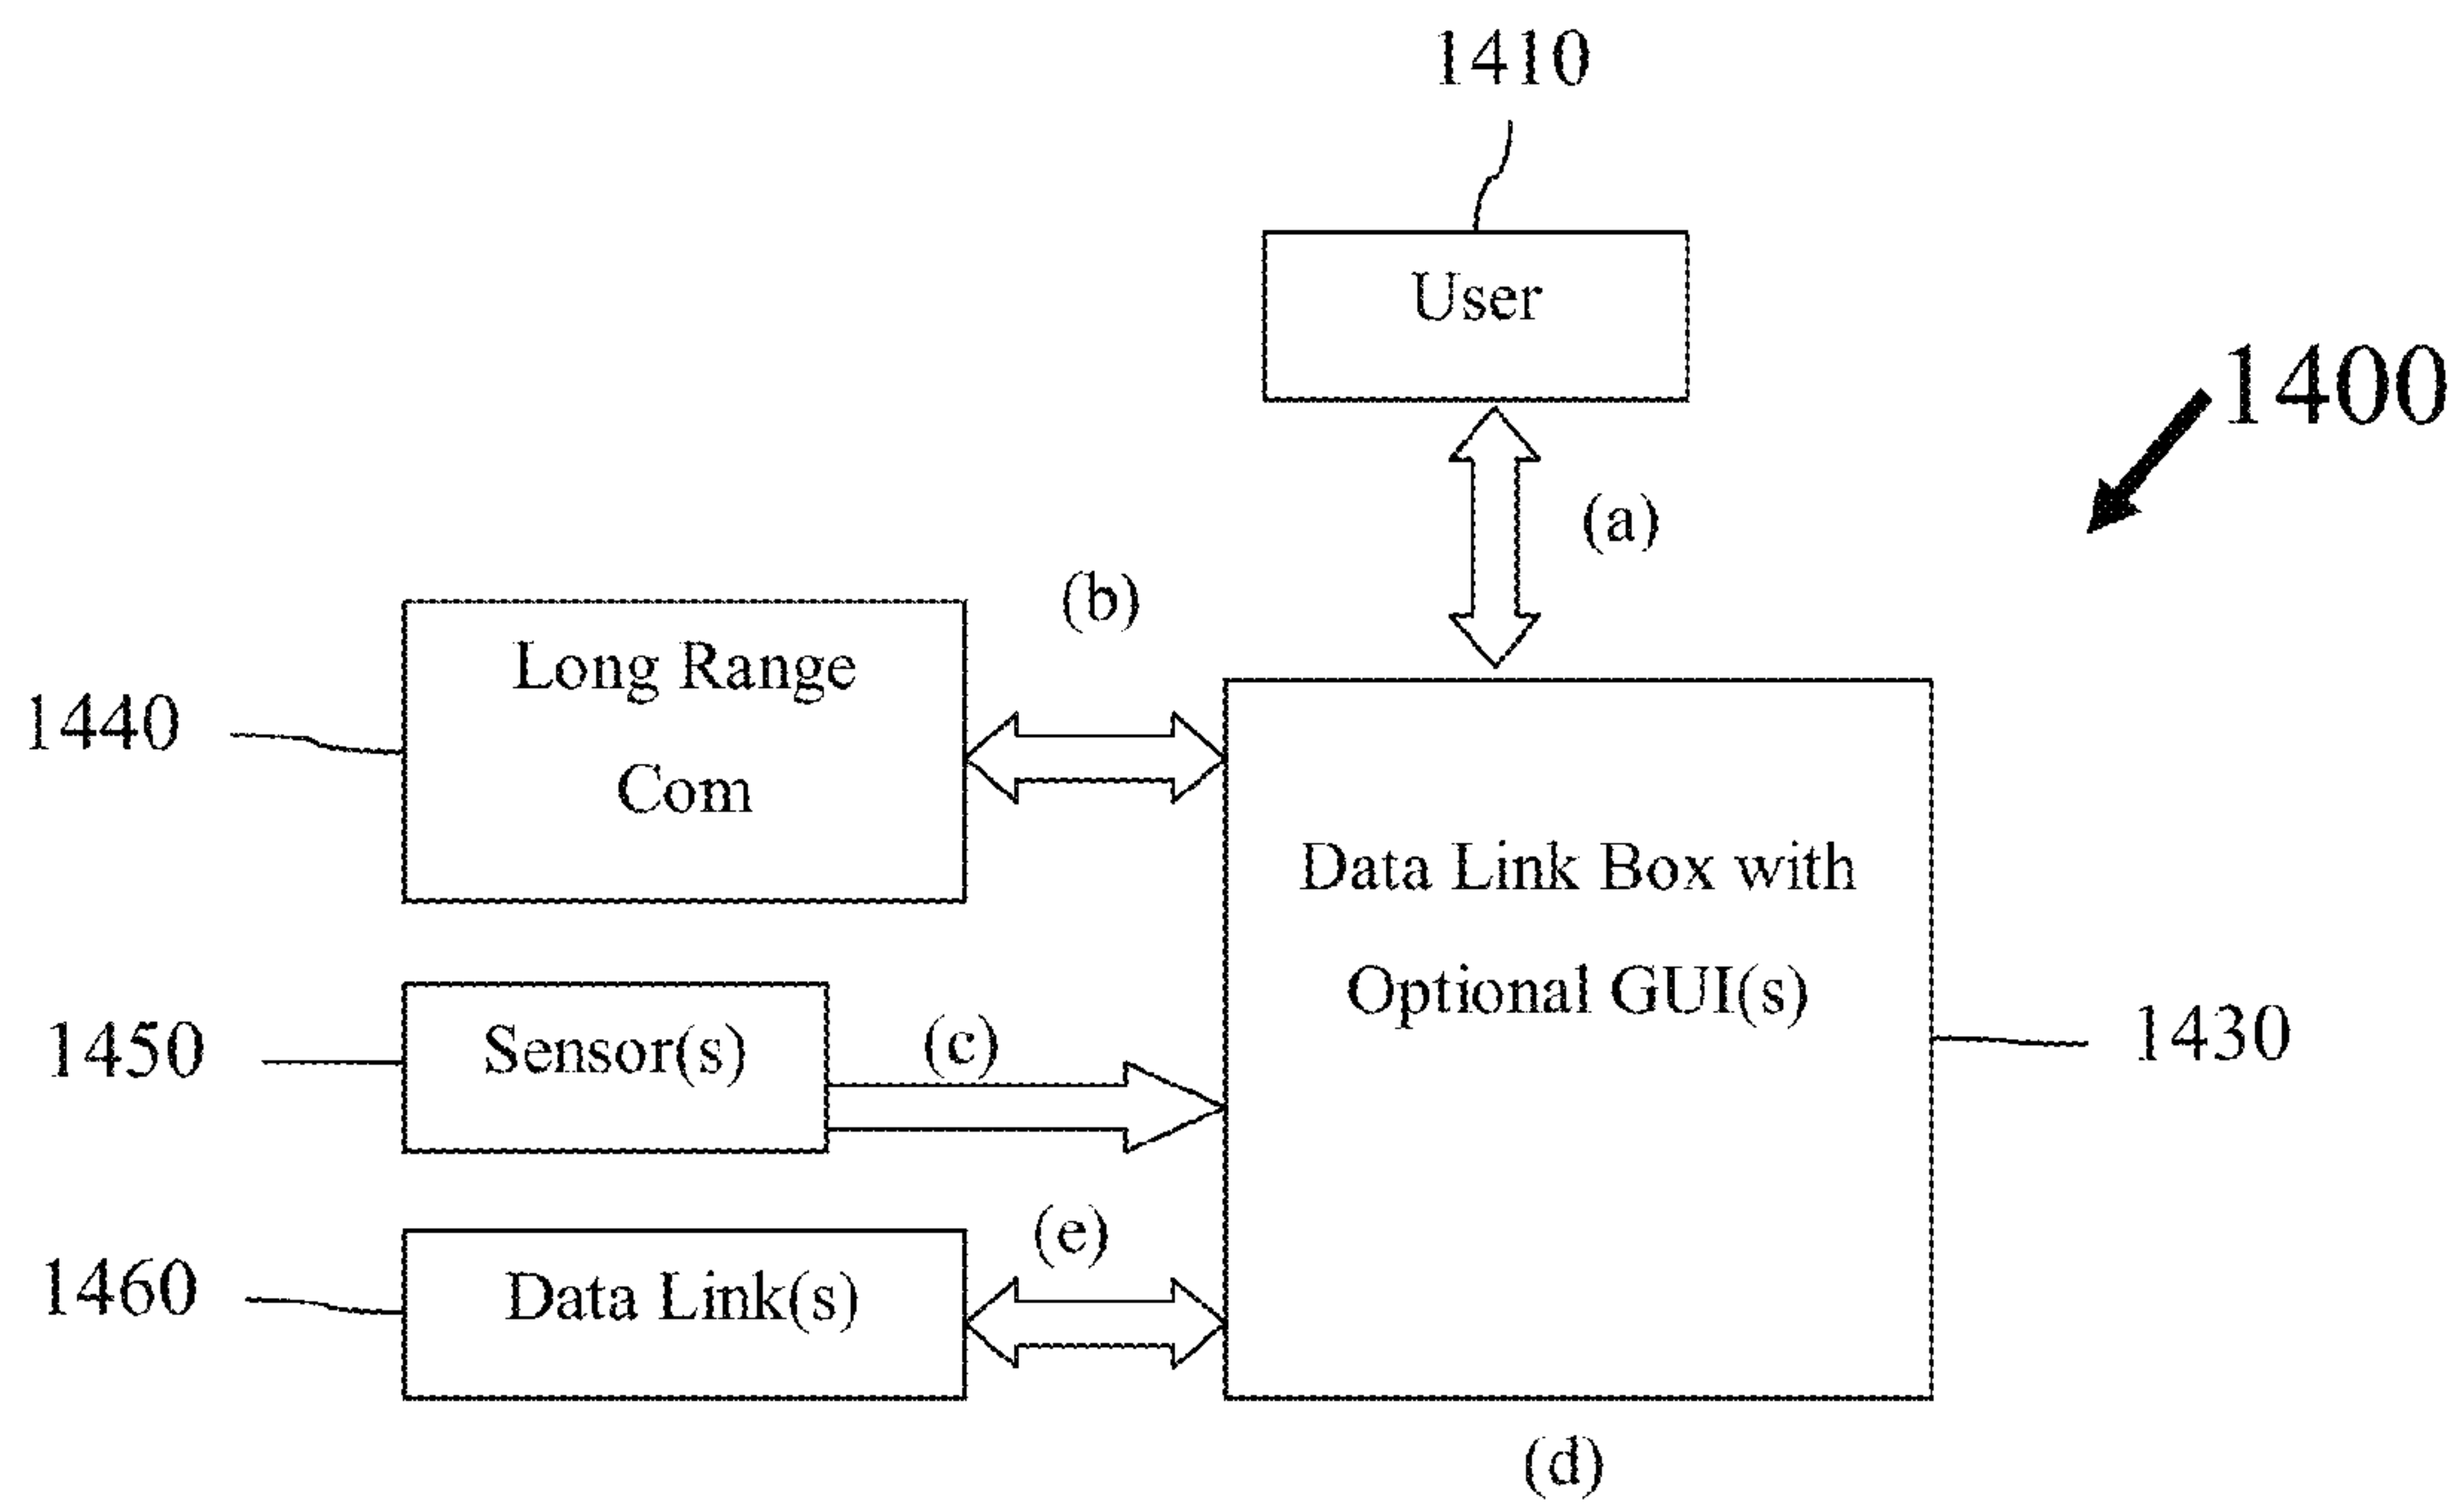 1410
User
1400
(a)
(b)
Long Range
Com
1440
Data Link Box with
Optional GUI(s)
1430
1450
Sensor(s)
(c)
(e)
1460
Data Link(s)
(d)